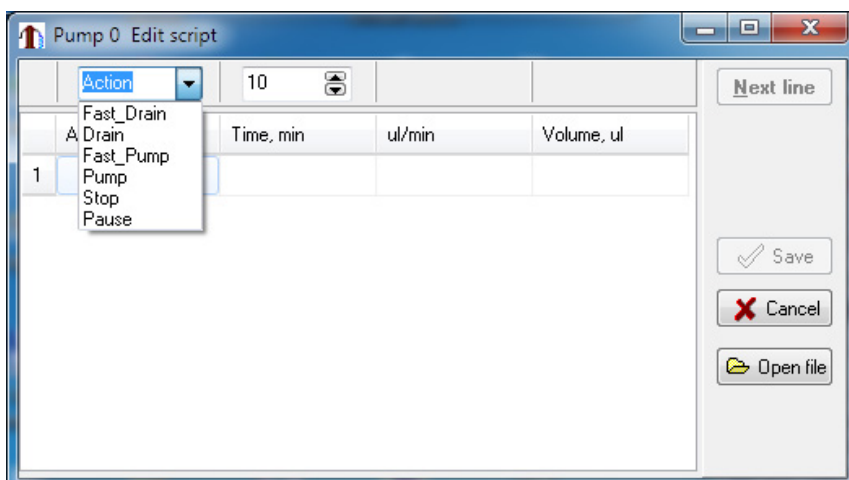 Pump 0 Edit script
Action 10 Next line
Fast_Drain
Drain
Fast_Pump
Pump
Stop
Pause
Time, min ul/min Volume, ul
1
Save
Cancel
Open file